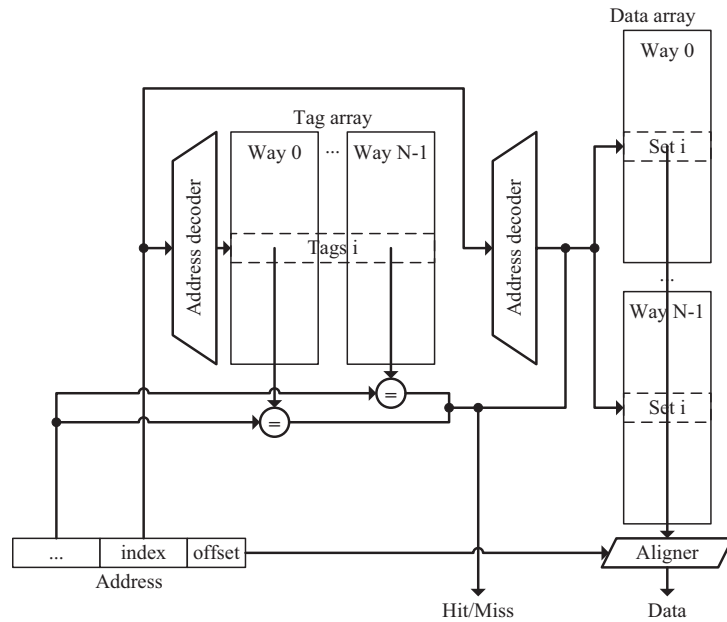 Data array
Way 0
Tag array
Way 0
...
Way N-1
Address decoder
Address decoder
Set i
Tags i
...
Way N-1
=
=
Set i
...
index
offset
Aligner
Address
Hit/Miss
Data